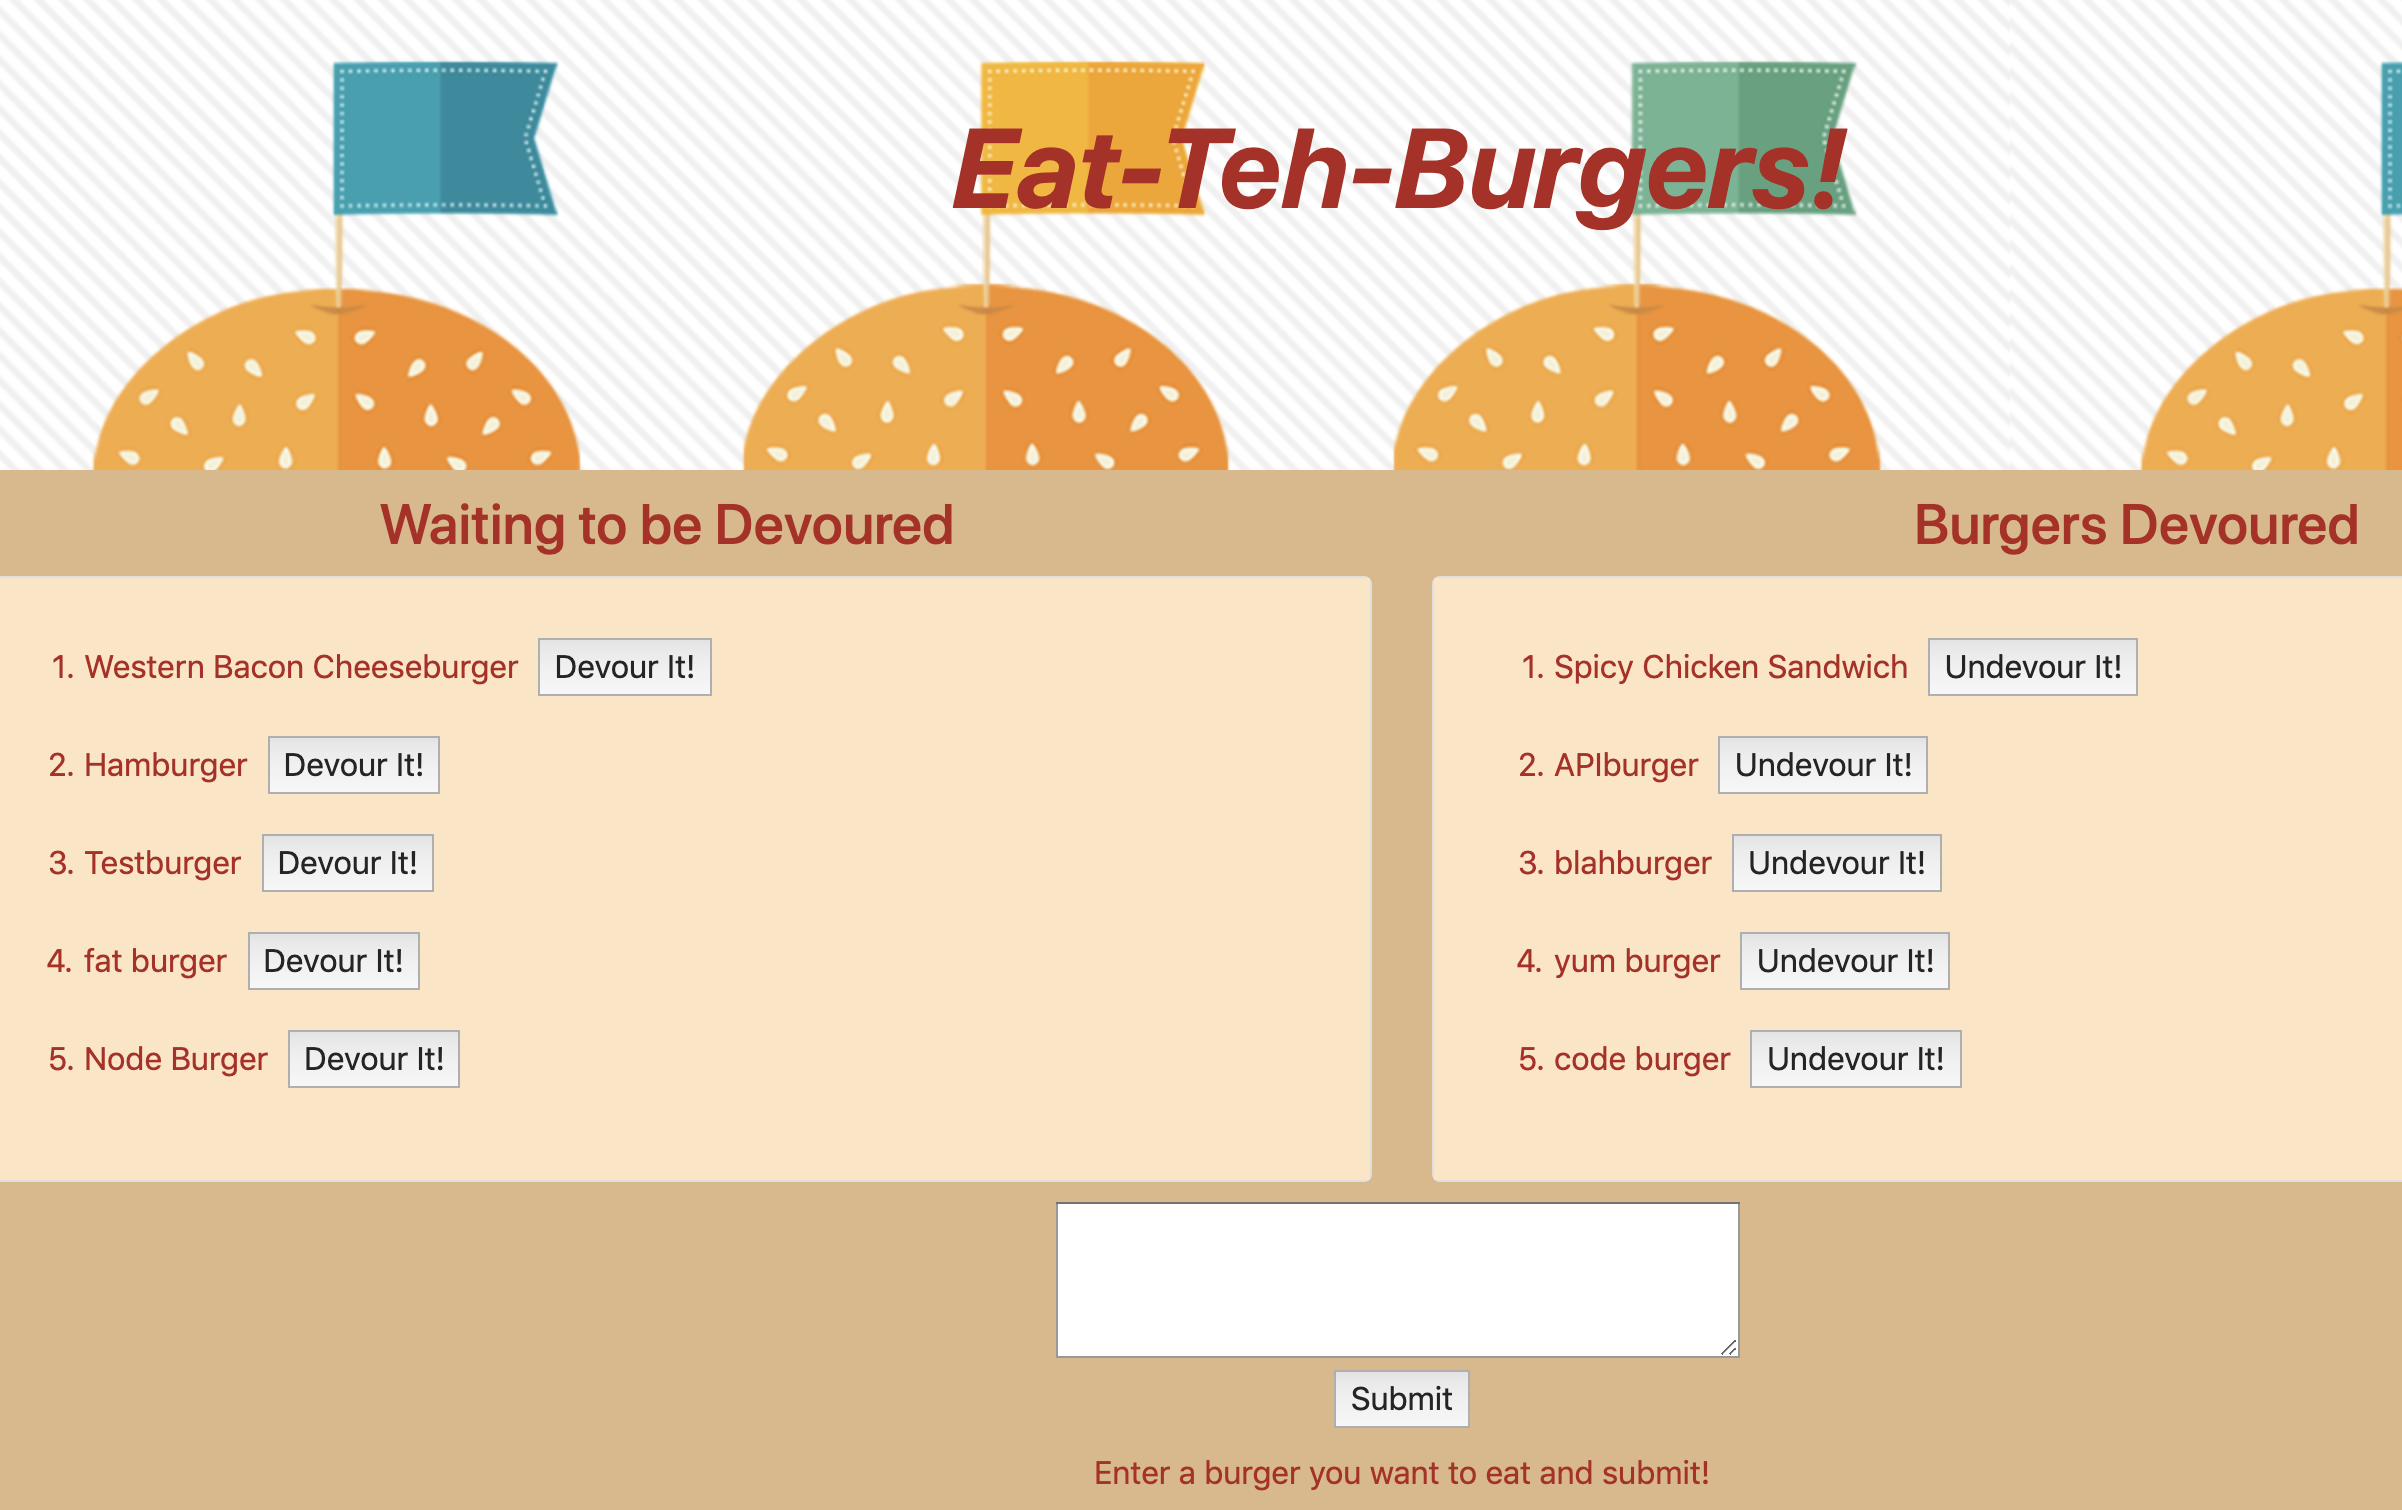 Eat-Teh-Burgers!
Waiting to be Devoured
1. Western Bacon Cheeseburger Devour It!
2. Hamburger Devour It!
3. Testburger Devour It!
4. fat burger Devour It!
5. Node Burger Devour It!
Burgers Devoured
1. Spicy Chicken Sandwich Undevour It!
2. APIburger Undevour It!
3. blahburger Undevour It!
4. yum burger Undevour It!
5. code burger Undevour It!
Submit
Enter a burger you want to eat and submit!